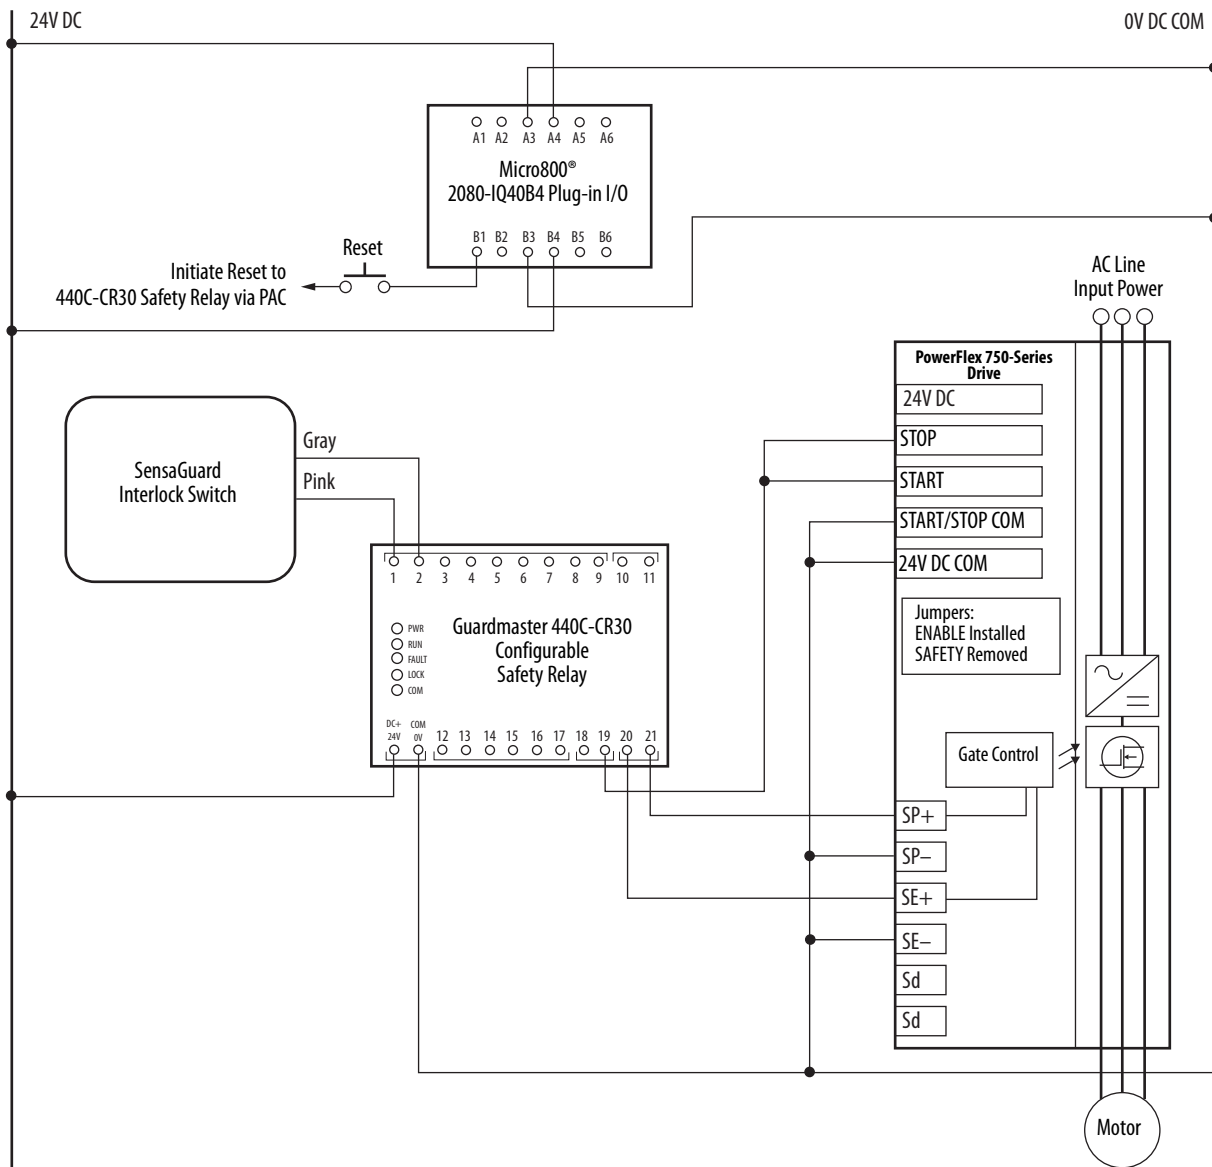 24V DC
0V DC COM
A1 A2 A3 A4 A5 A6
Micro800®
2080-IQ40B4 Plug-in I/O
B1 B2 B3 B4 B5 B6
Reset
Initiate Reset to
440C-CR30 Safety Relay via PAC
AC Line
Input Power
PowerFlex 750-Series
Drive
24V DC
STOP
START
START/STOP COM
24V DC COM
Jumpers:
ENABLE Installed
SAFETY Removed
Gate Control
SP+
SP–
SE+
SE–
Sd
Sd
Motor
SensaGuard
Interlock Switch
Gray
Pink
1 2 3 4 5 6 7 8 9 10 11
PWR
RUN
FAULT
LOCK
COM
Guardmaster 440C-CR30
Configurable
Safety Relay
DC+
24V
COM
0V
12 13 14 15 16 17 18 19 20 21